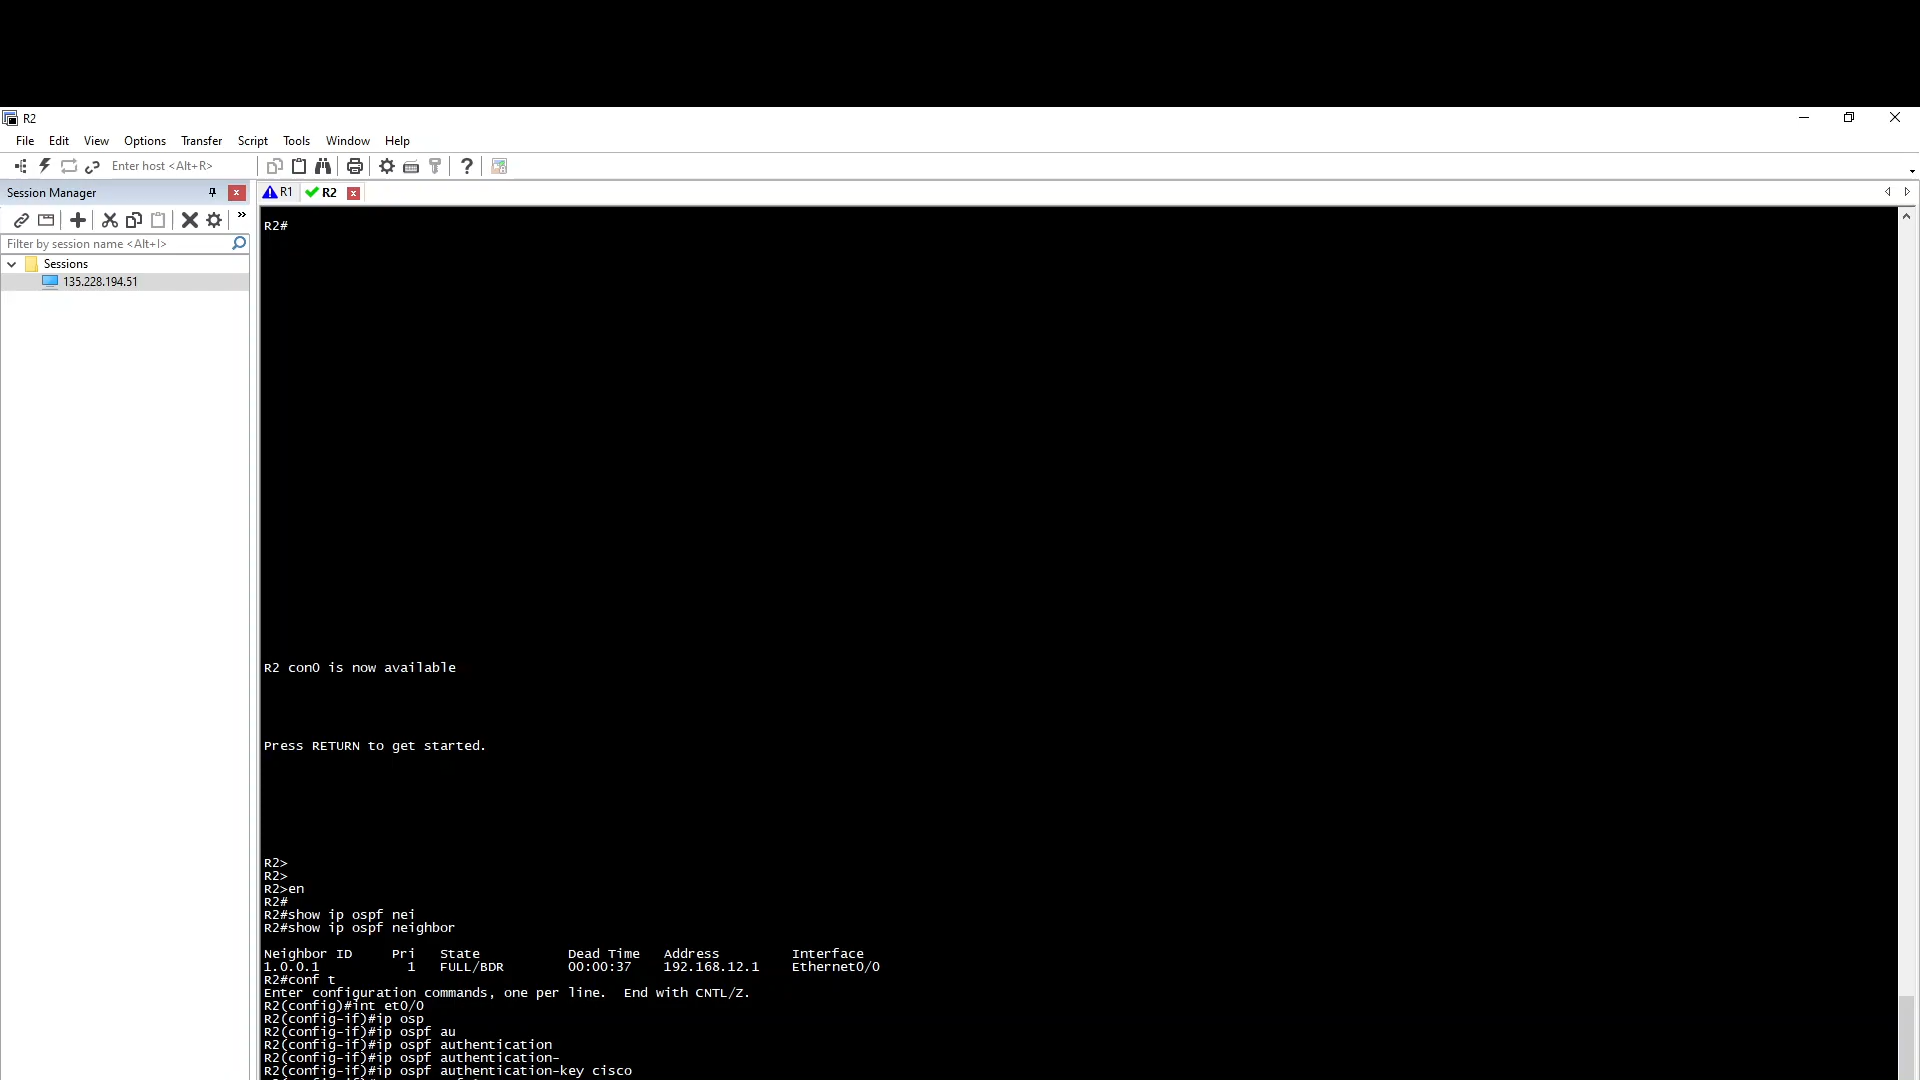 R2
File Edit View Options Transfer Script Tools Window Help
Enter host <Alt+R>
Session Manager
R1 R2
Filter by session name <Alt+I>
Sessions
135.228.194.51
R2#
R2 con0 is now available
Press RETURN to get started.
R2>
R2>
R2>en
R2#
R2#show ip ospf nei
R2#show ip ospf neighbor
Neighbor ID Pri State Dead Time Address Interface
1.0.0.1 1 FULL/BDR 00:00:37 192.168.12.1 Ethernet0/0
R2#conf t
Enter configuration commands, one per line. End with CNTL/Z.
R2(config)#int et0/0
R2(config-if)#ip osp
R2(config-if)#ip ospf au
R2(config-if)#ip ospf authentication
R2(config-if)#ip ospf authentication-
R2(config-if)#ip ospf authentication-key cisco